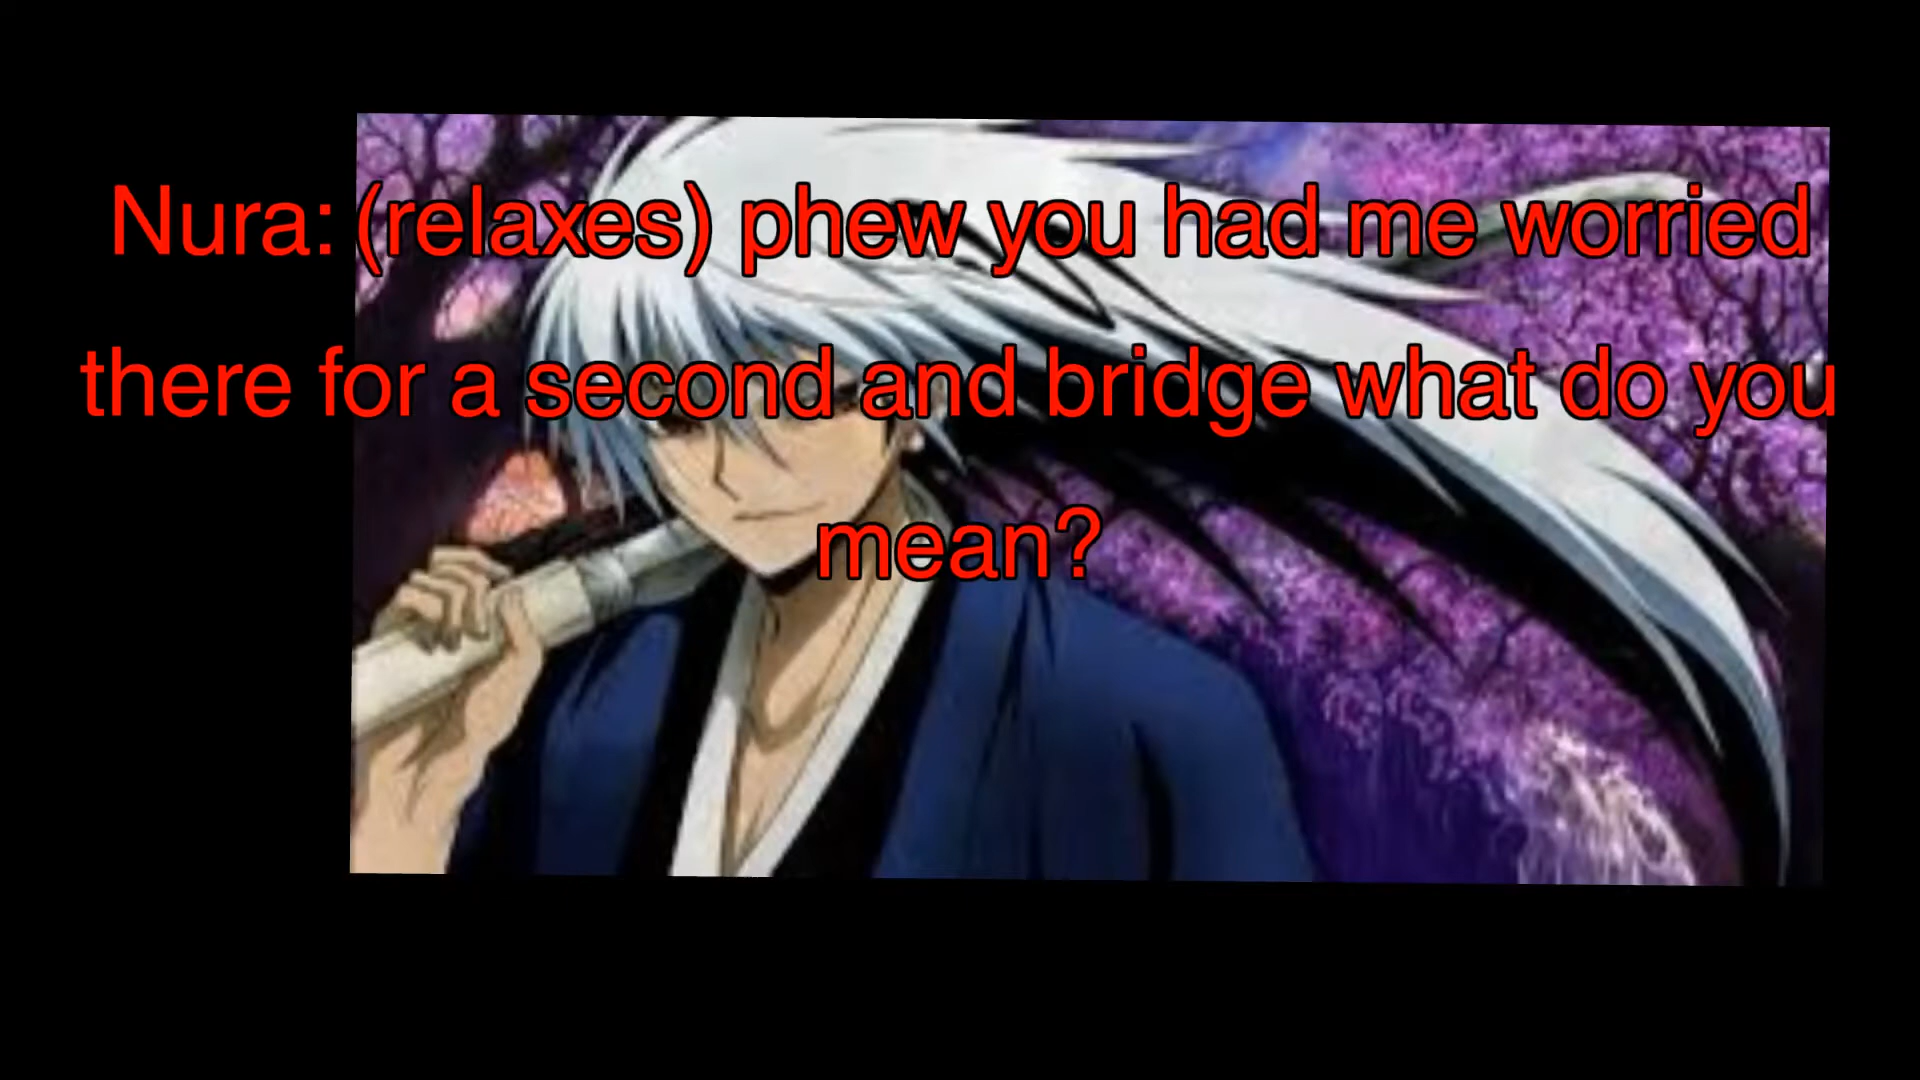 Nura: (relaxes) phew you had me worried
there for a second and bridge what do you
mean?